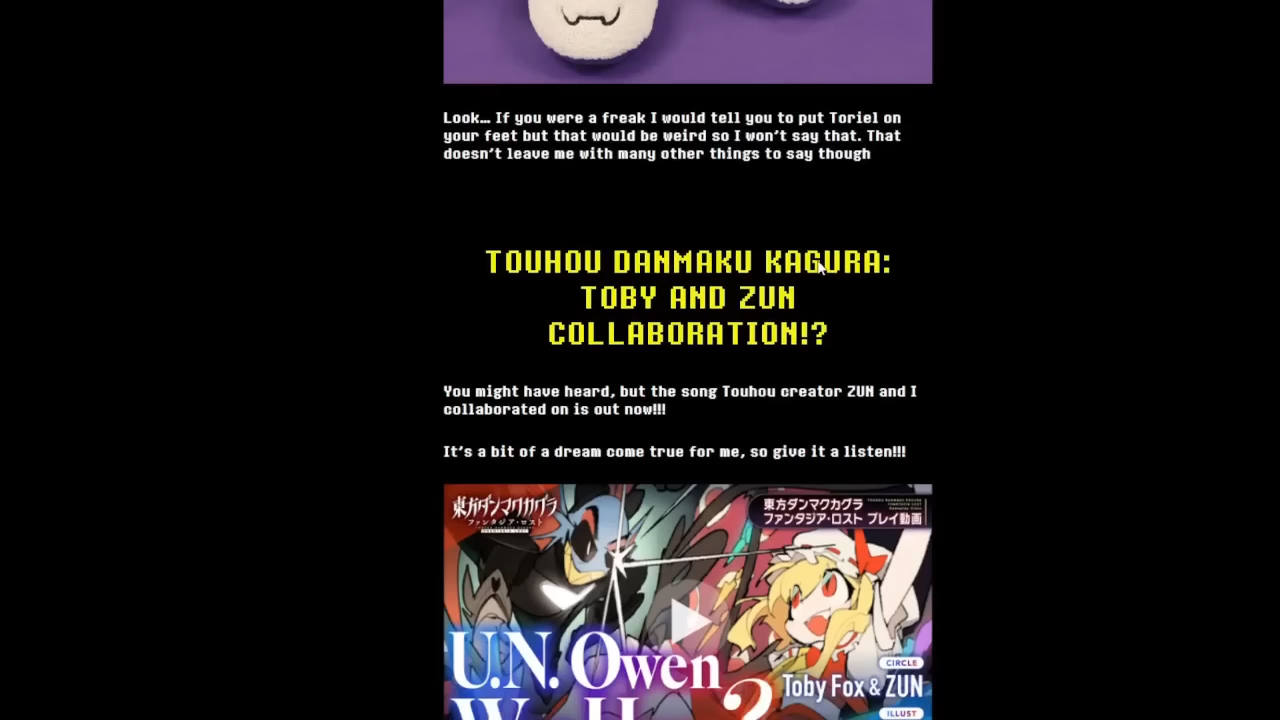 Look... If you were a freak I would tell you to put Toriel on
your feet but that would be weird so I won't say that. That
doesn't leave me with many other things to say though
TOUHOU DANMAKU KAGURA:
TOBY AND ZUN
COLLABORATION!?
You might have heard, but the song Touhou creator ZUN and I
collaborated on is out now!!!
It's a bit of a dream come true for me, so give it a listen!!!
東方ダンマクカグラ
ファンタジア・ロスト
東方ダンマクカグラ
ファンタジア・ロスト プレイ動画
U.N. Owen
CIRCLE
Toby Fox & ZUN
ILLUST